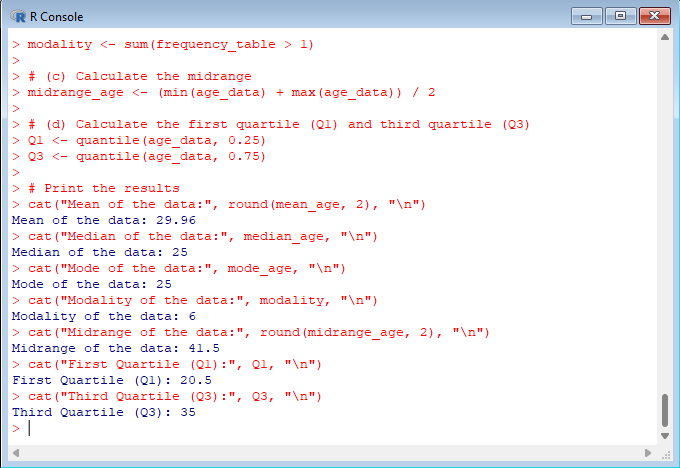 R Console
> modality <- sum(frequency_table > 1)
>
> # (c) Calculate the midrange
> midrange_age <- (min(age_data) + max(age_data)) / 2
>
> # (d) Calculate the first quartile (Q1) and third quartile (Q3)
> Q1 <- quantile(age_data, 0.25)
> Q3 <- quantile(age_data, 0.75)
>
> # Print the results
> cat("Mean of the data:", round(mean_age, 2), "\n")
Mean of the data: 29.96
> cat("Median of the data:", median_age, "\n")
Median of the data: 25
> cat("Mode of the data:", mode_age, "\n")
Mode of the data: 25
> cat("Modality of the data:", modality, "\n")
Modality of the data: 6
> cat("Midrange of the data:", round(midrange_age, 2), "\n")
Midrange of the data: 41.5
> cat("First Quartile (Q1):", Q1, "\n")
First Quartile (Q1): 20.5
> cat("Third Quartile (Q3):", Q3, "\n")
Third Quartile (Q3): 35
>